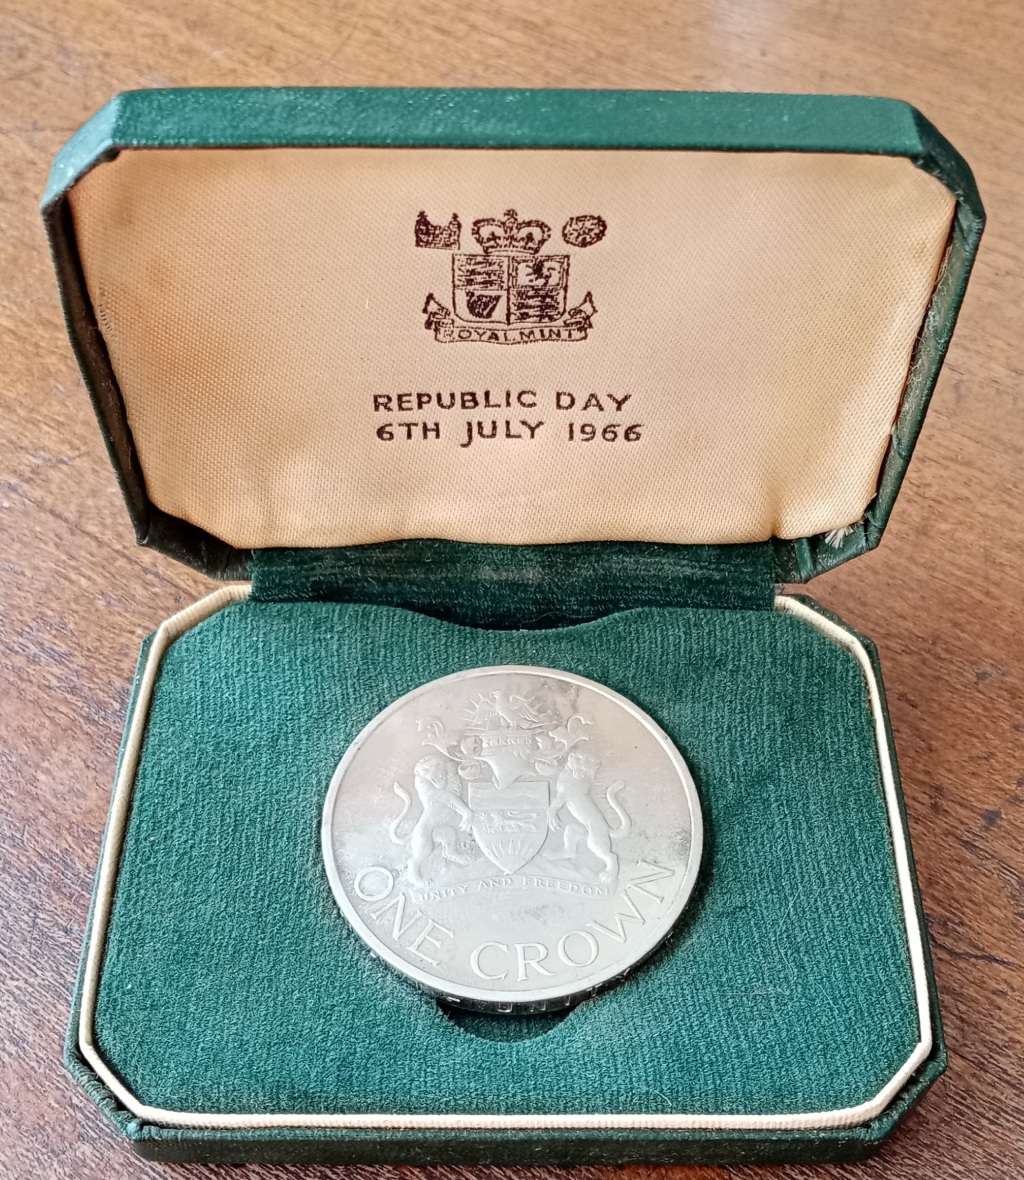 ROYAL MINT
REPUBLIC DAY
6TH JULY 1966
UNITY AND FREEDOM
ONE CROWN